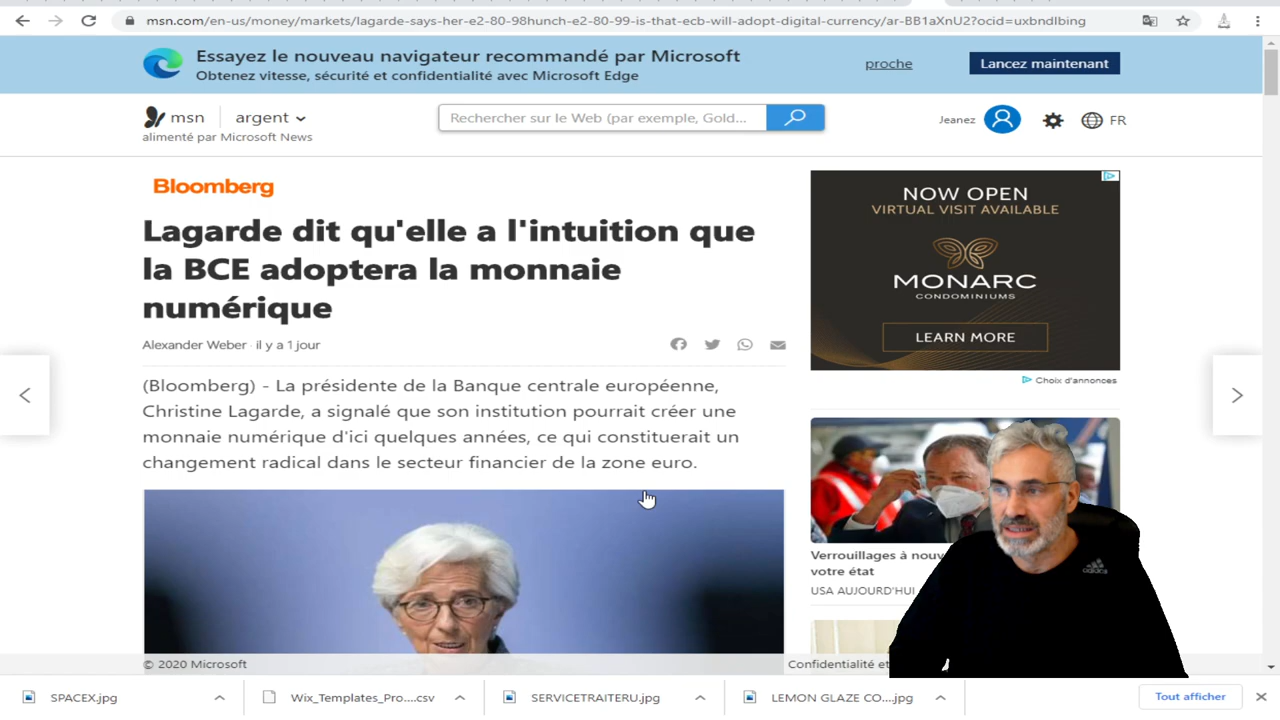 msn.com/en-us/money/markets/lagarde-says-her-e2-80-98hunch-e2-80-99-is-that-ecb-will-adopt-digital-currency/ar-BB1aXnU2?ocid=uxbndlbing
Essayez le nouveau navigateur recommandé par Microsoft
Obtenez vitesse, sécurité et confidentialité avec Microsoft Edge
proche
Lancez maintenant
msn
argent
alimenté par Microsoft News
Rechercher sur le Web (par exemple, Gold...
Jeanez
FR
Bloomberg
Lagarde dit qu'elle a l'intuition que
la BCE adoptera la monnaie
numérique
Alexander Weber · il y a 1 jour
(Bloomberg) - La présidente de la Banque centrale européenne,
Christine Lagarde, a signalé que son institution pourrait créer une
monnaie numérique d'ici quelques années, ce qui constituerait un
changement radical dans le secteur financier de la zone euro.
NOW OPEN
VIRTUAL VISIT AVAILABLE
MONARC
CONDOMINIUMS
LEARN MORE
Choix d'annonces
Verrouillages à nouv
votre état
USA AUJOURD'HUI
adidas
© 2020 Microsoft
Confidentialité et
SPACEX.jpg
Wix_Templates_Pro....csv
SERVICETRAITERU.jpg
LEMON GLAZE CO....jpg
Tout afficher